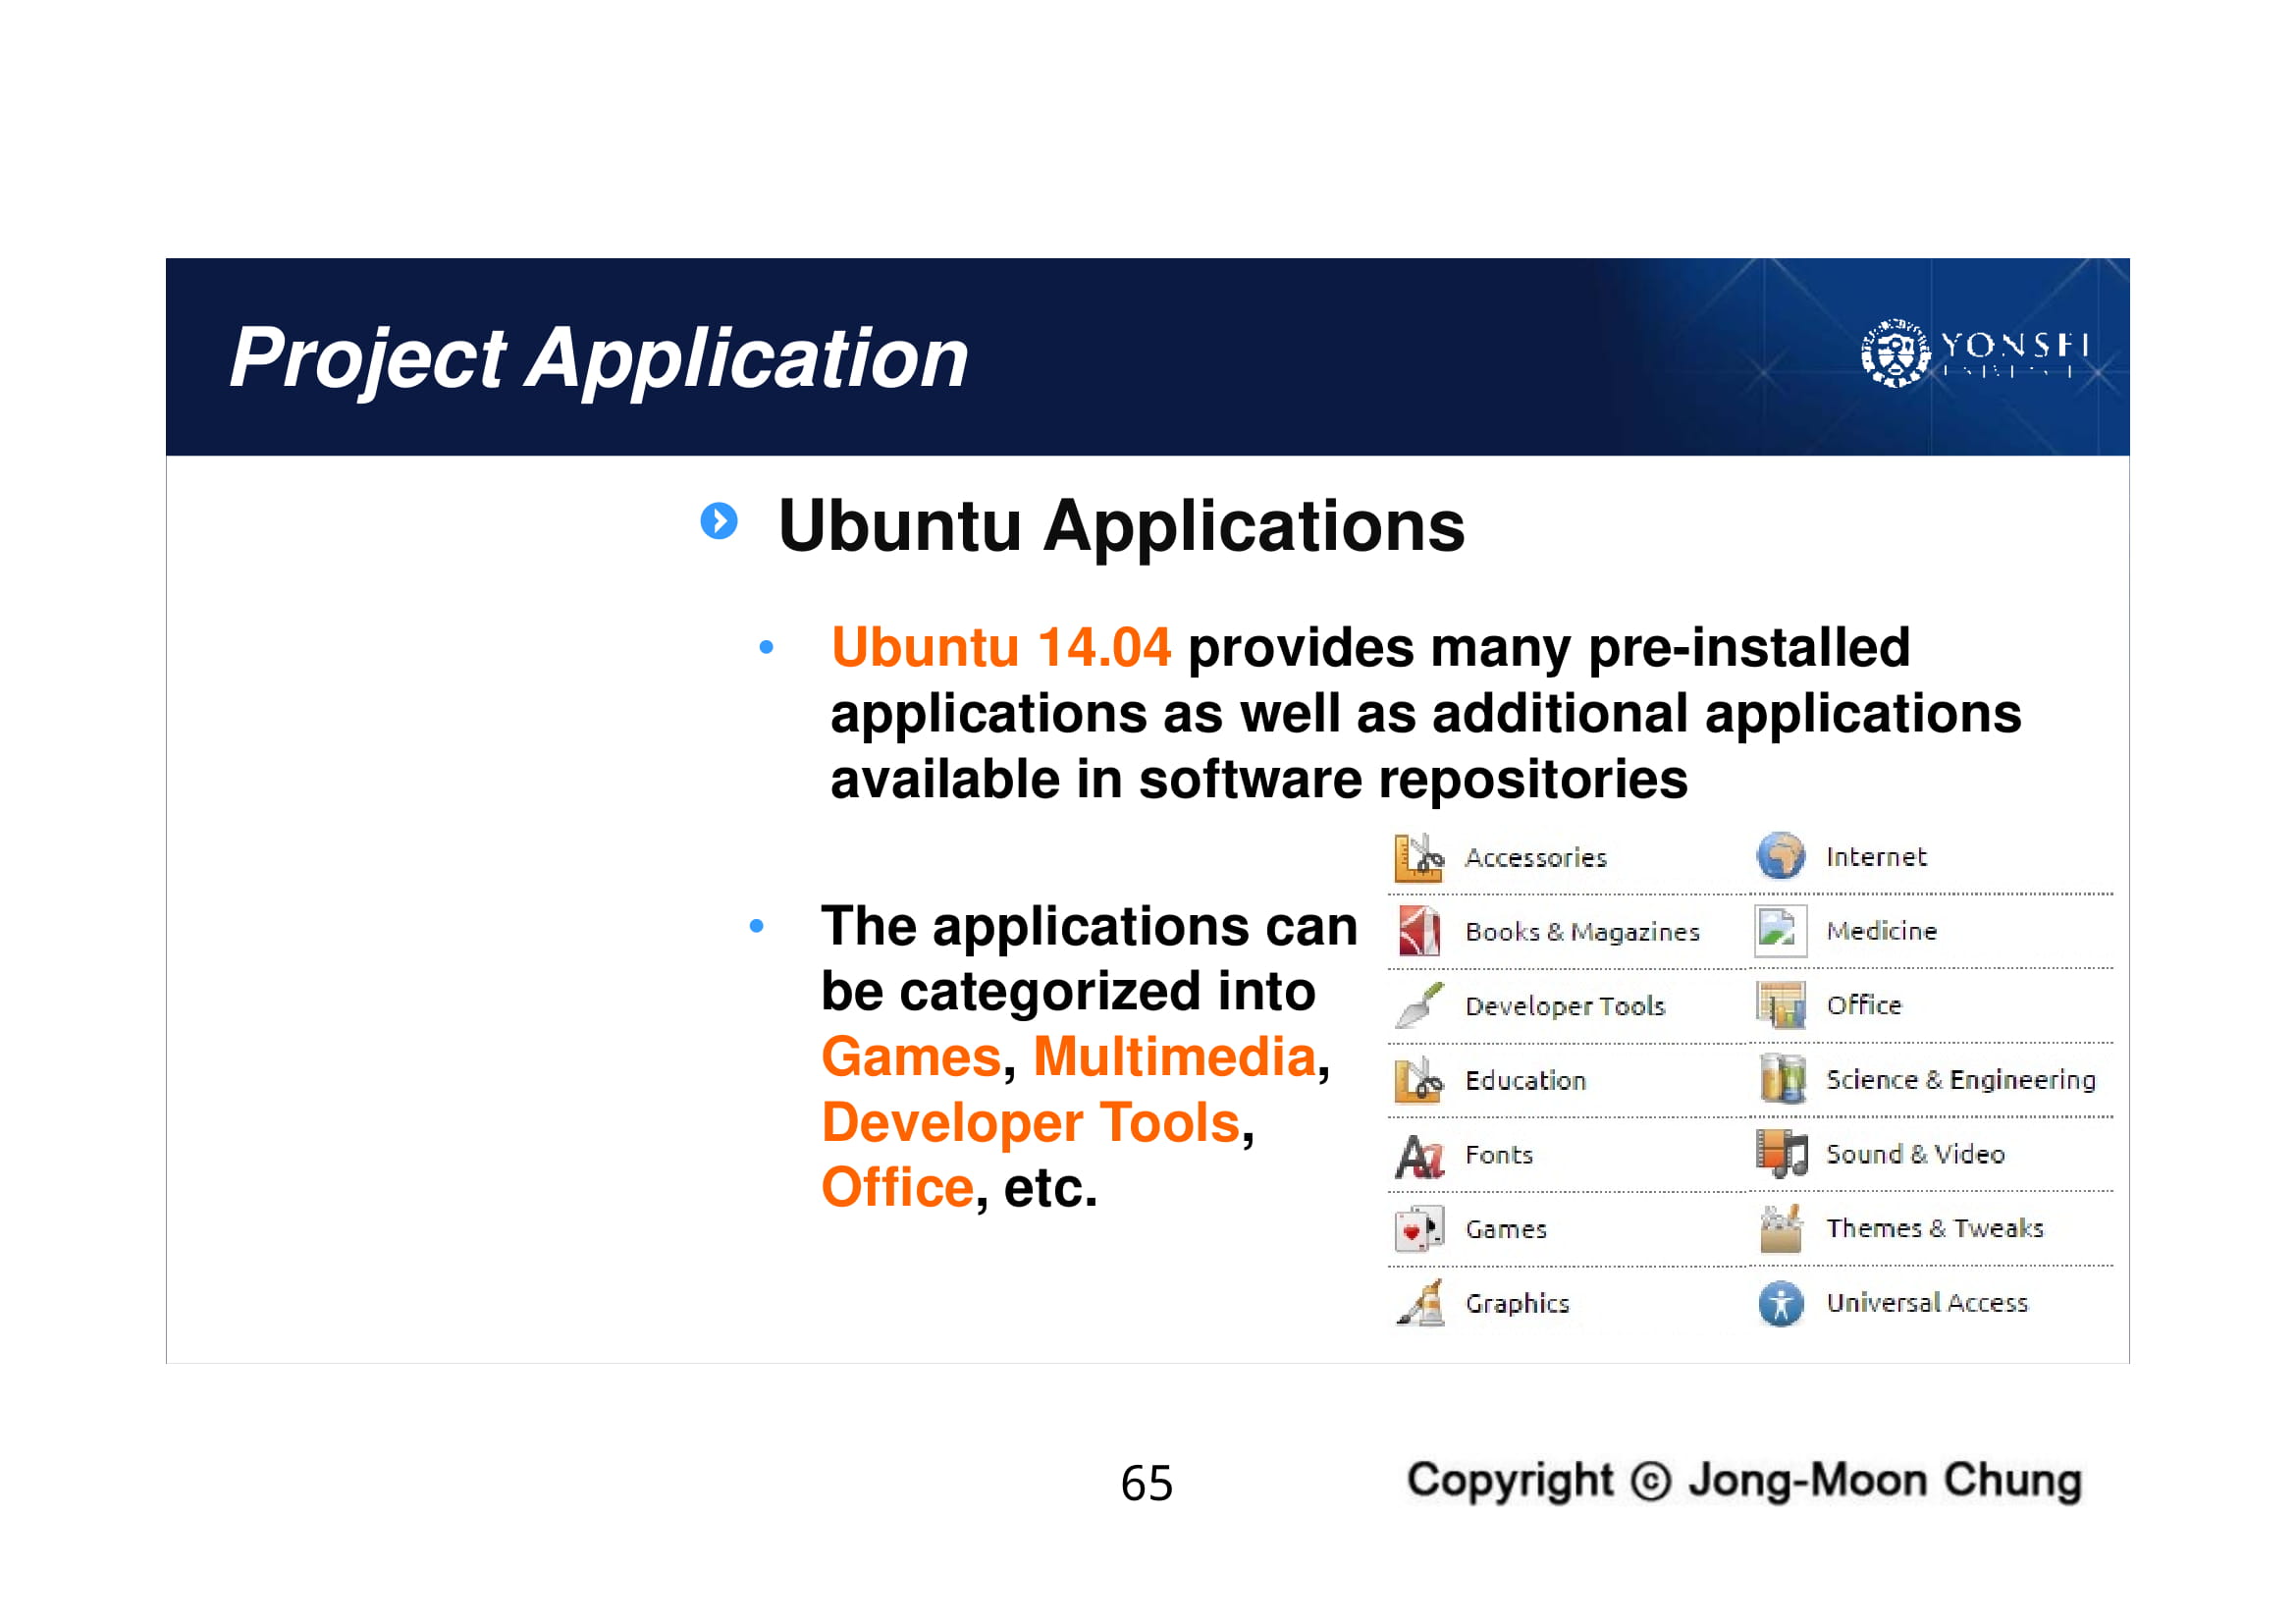 Project Application
YONSEI
Ubuntu Applications
• Ubuntu 14.04 provides many pre-installed
applications as well as additional applications
available in software repositories
• The applications can
be categorized into
Games, Multimedia,
Developer Tools,
Office, etc.
Accessories
Books & Magazines
Developer Tools
Education
Fonts
Games
Graphics
Internet
Medicine
Office
Science & Engineering
Sound & Video
Themes & Tweaks
Universal Access
65
Copyright © Jong-Moon Chung